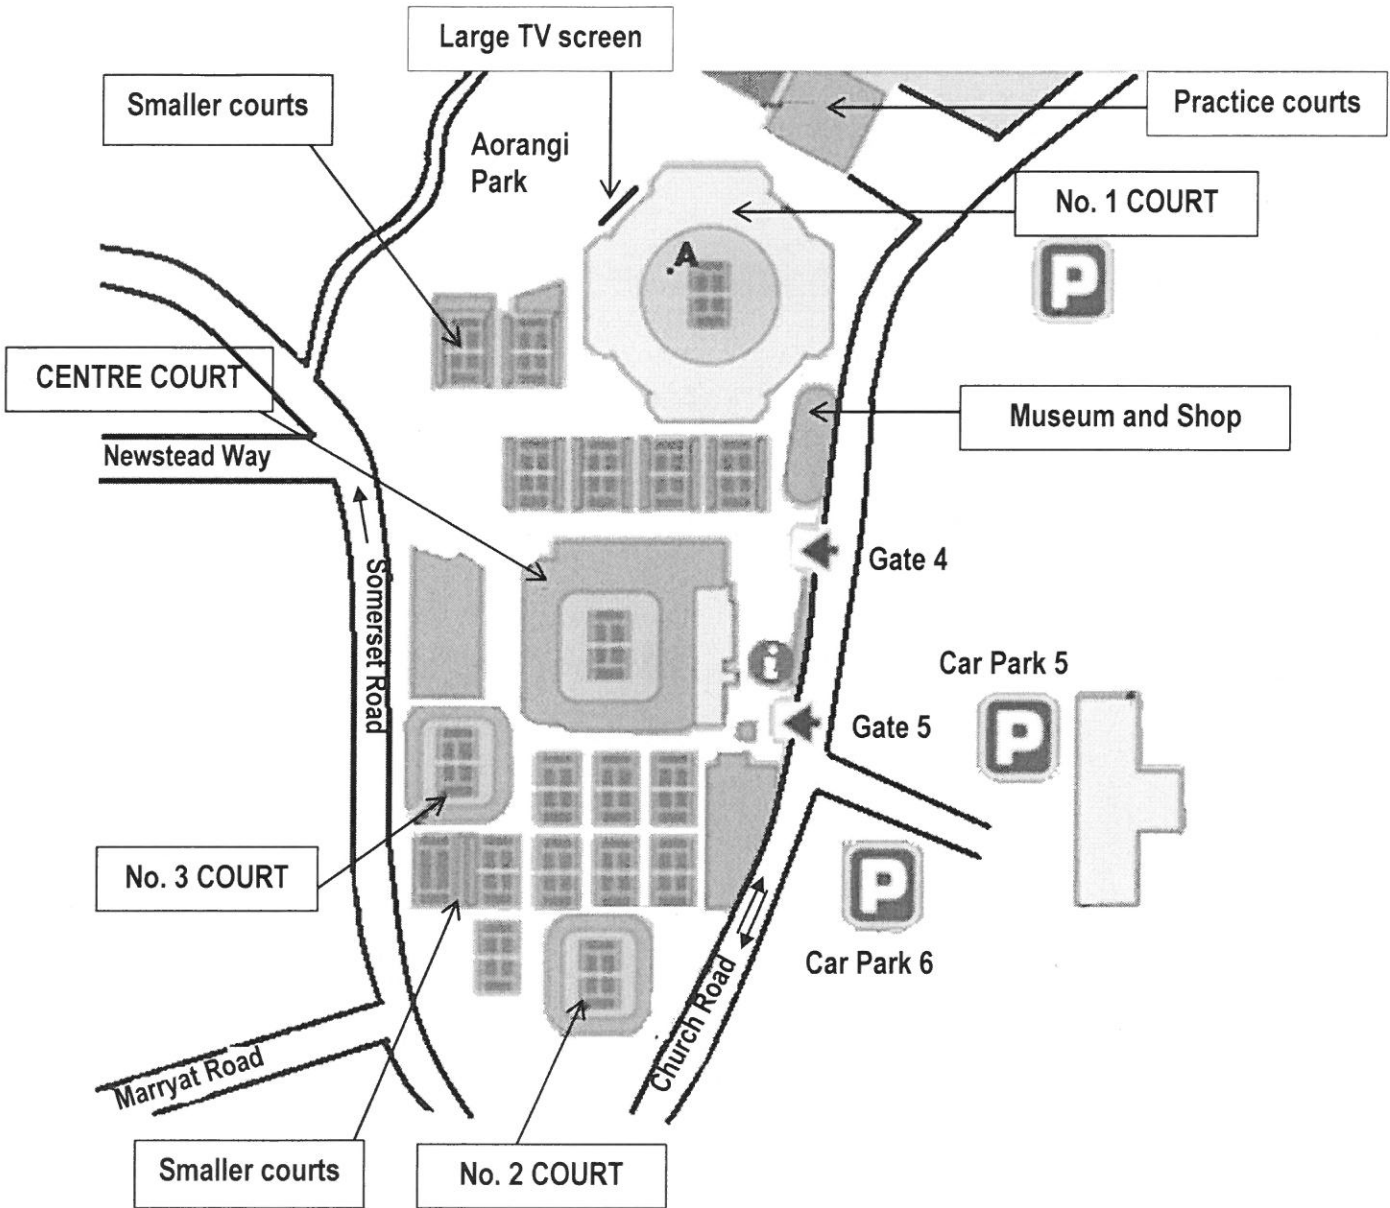 Large TV screen
Smaller courts
Practice courts
Aorangi
Park
No. 1 COURT
A
P
CENTRE COURT
Museum and Shop
Newstead Way
Gate 4
Somerset Road
i
Car Park 5
P
Gate 5
No. 3 COURT
P
Car Park 6
Church Road
Marryat Road
Smaller courts
No. 2 COURT